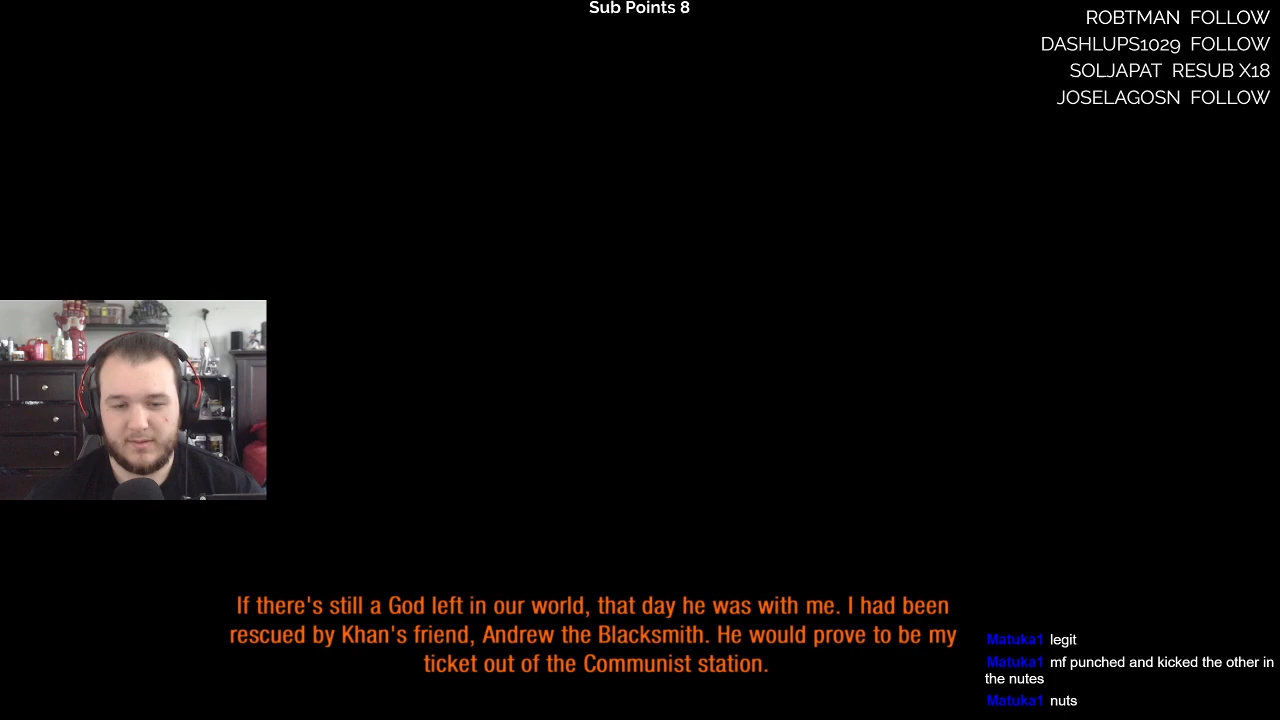 Sub Points 8
ROBTMAN FOLLOW
DASHLUPS1029 FOLLOW
SOLJAPAT RESUB X18
JOSELAGOSN FOLLOW
If there's still a God left in our world, that day he was with me. I had been
rescued by Khan's friend, Andrew the Blacksmith. He would prove to be my
ticket out of the Communist station.
Matuka1 legit
Matuka1 mf punched and kicked the other in
the nutes
Matuka1 nuts